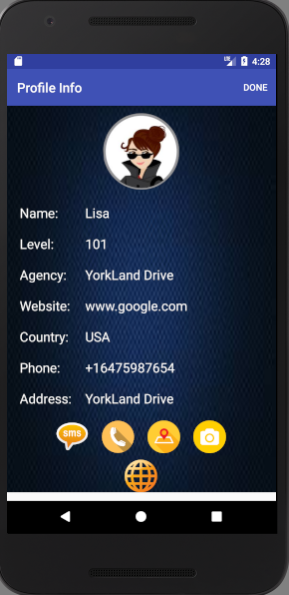 4:28
Profile Info DONE
Name: Lisa
Level: 101
Agency: YorkLand Drive
Website: www.google.com
Country: USA
Phone: +16475987654
Address: YorkLand Drive
sms